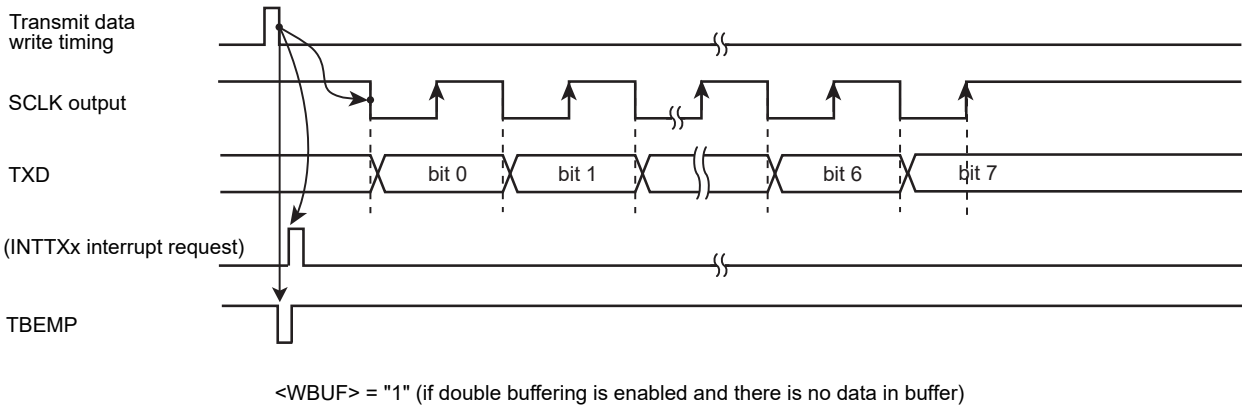 Transmit data
write timing
SCLK output
TXD
bit 0
bit 1
bit 6
bit 7
(INTTXx interrupt request)
TBEMP
<WBUF> = "1" (if double buffering is enabled and there is no data in buffer)